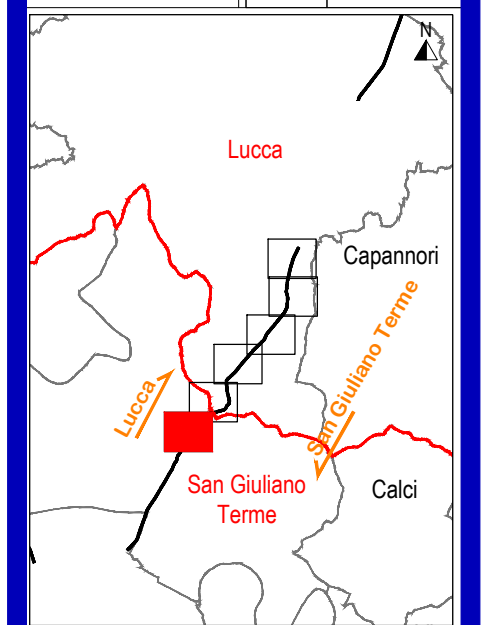 N
Lucca
Capannori
San Giuliano Terme
Lucca
San Giuliano
Terme
Calci